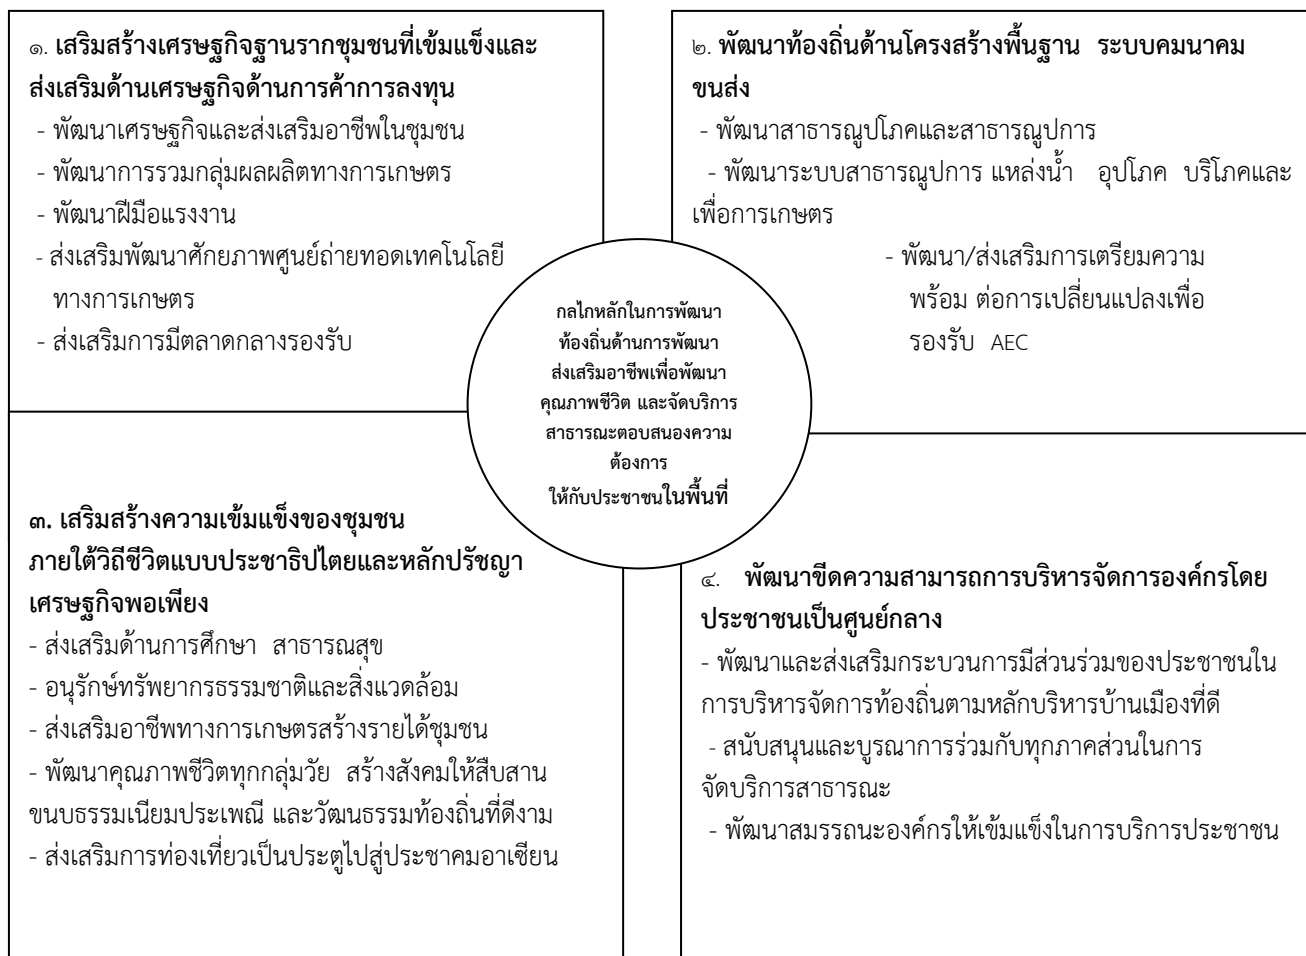 ๑. เสริมสร้างเศรษฐกิจฐานรากชุมชนที่เข้มแข็งและ
ส่งเสริมด้านเศรษฐกิจด้านการค้าการลงทุน
- พัฒนาเศรษฐกิจและส่งเสริมอาชีพในชุมชน
- พัฒนาการรวมกลุ่มผลผลิตทางการเกษตร
- พัฒนาฝีมือแรงงาน
- ส่งเสริมพัฒนาศักยภาพศูนย์ถ่ายทอดเทคโนโลยี
ทางการเกษตร
- ส่งเสริมการมีตลาดกลางรองรับ
๒. พัฒนาท้องถิ่นด้านโครงสร้างพื้นฐาน ระบบคมนาคม
ขนส่ง
- พัฒนาสาธารณูปโภคและสาธารณูปการ
- พัฒนาระบบสาธารณูปการ แหล่งน้ำ อุปโภค บริโภคและ
เพื่อการเกษตร
- พัฒนา/ส่งเสริมการเตรียมความ
พร้อม ต่อการเปลี่ยนแปลงเพื่อ
รองรับ AEC
กลไกหลักในการพัฒนา
ท้องถิ่นด้านการพัฒนา
ส่งเสริมอาชีพเพื่อพัฒนา
คุณภาพชีวิต และจัดบริการ
สาธารณะตอบสนองความ
ต้องการ
ให้กับประชาชนในพื้นที่
๓. เสริมสร้างความเข้มแข็งของชุมชน
ภายใต้วิถีชีวิตแบบประชาธิปไตยและหลักปรัชญา
เศรษฐกิจพอเพียง
- ส่งเสริมด้านการศึกษา สาธารณสุข
- อนุรักษ์ทรัพยากรธรรมชาติและสิ่งแวดล้อม
- ส่งเสริมอาชีพทางการเกษตรสร้างรายได้ชุมชน
- พัฒนาคุณภาพชีวิตทุกกลุ่มวัย สร้างสังคมให้สืบสาน
ขนบธรรมเนียมประเพณี และวัฒนธรรมท้องถิ่นที่ดีงาม
- ส่งเสริมการท่องเที่ยวเป็นประตูไปสู่ประชาคมอาเซียน
๔. พัฒนาขีดความสามารถการบริหารจัดการองค์กรโดย
ประชาชนเป็นศูนย์กลาง
- พัฒนาและส่งเสริมกระบวนการมีส่วนร่วมของประชาชนใน
การบริหารจัดการท้องถิ่นตามหลักบริหารบ้านเมืองที่ดี
- สนับสนุนและบูรณาการร่วมกับทุกภาคส่วนในการ
จัดบริการสาธารณะ
- พัฒนาสมรรถนะองค์กรให้เข้มแข็งในการบริการประชาชน